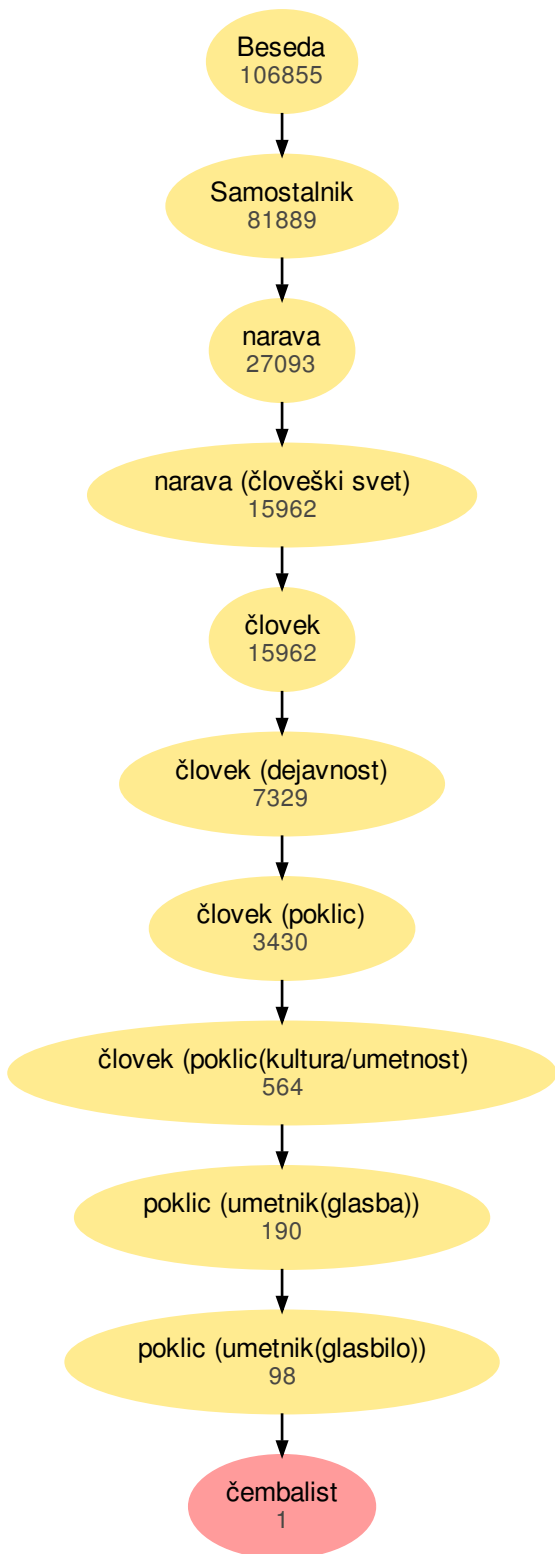 Beseda
106855
Samostalnik
81889
narava
27093
narava (človeški svet)
15962
človek
15962
človek (dejavnost)
7329
človek (poklic)
3430
človek (poklic(kultura/umetnost)
564
poklic (umetnik(glasba))
190
poklic (umetnik(glasbilo))
98
čembalist
1